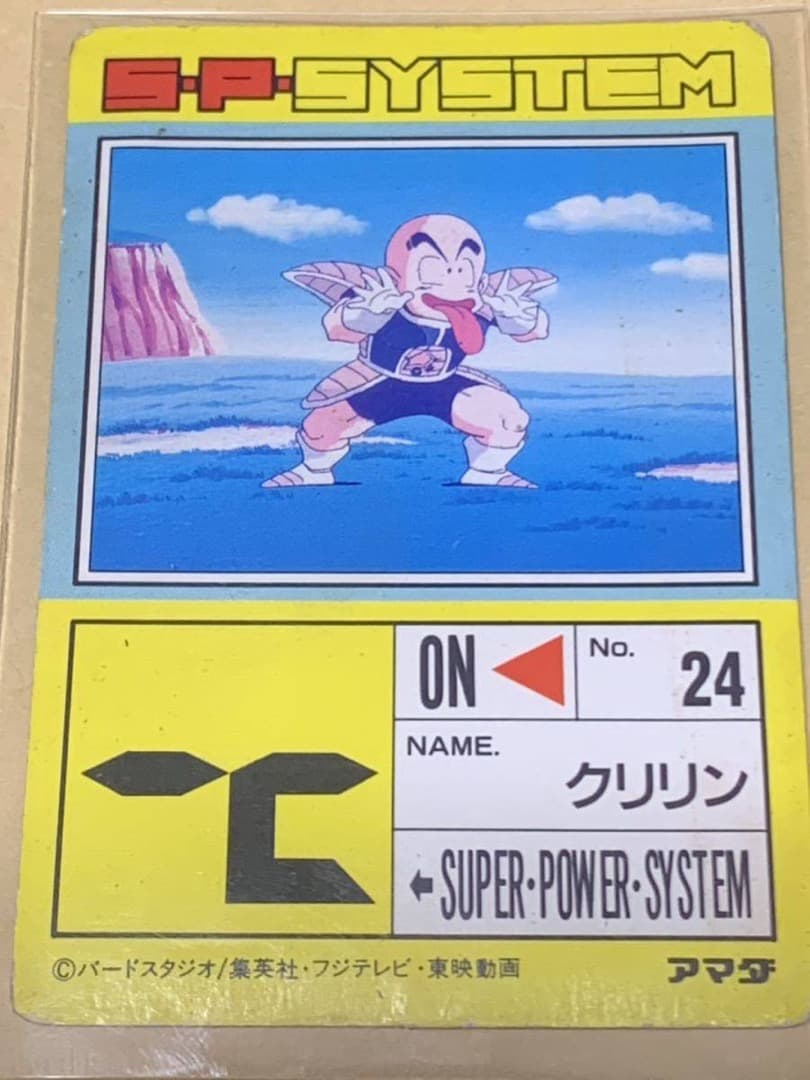 S·P·SYSTEM
ON
No. 24
NAME.
クリリン
SUPER・POWER・SYSTEM
©バードスタジオ/集英社・フジテレビ・東映動画
アマダ